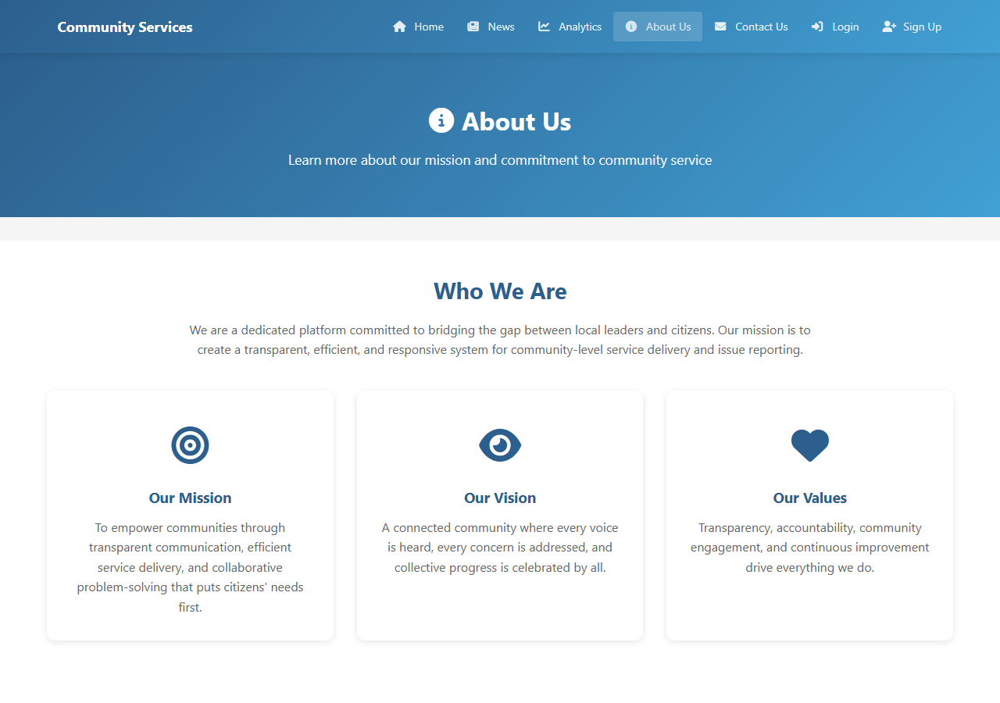 Community Services
Home
News
Analytics
About Us
Contact Us
Login
Sign Up
About Us
Learn more about our mission and commitment to community service
Who We Are
We are a dedicated platform committed to bridging the gap between local leaders and citizens. Our mission is to
create a transparent, efficient, and responsive system for community-level service delivery and issue reporting.
Our Mission
To empower communities through
transparent communication, efficient
service delivery, and collaborative
problem-solving that puts citizens' needs
first.
Our Vision
A connected community where every voice
is heard, every concern is addressed, and
collective progress is celebrated by all.
Our Values
Transparency, accountability, community
engagement, and continuous improvement
drive everything we do.